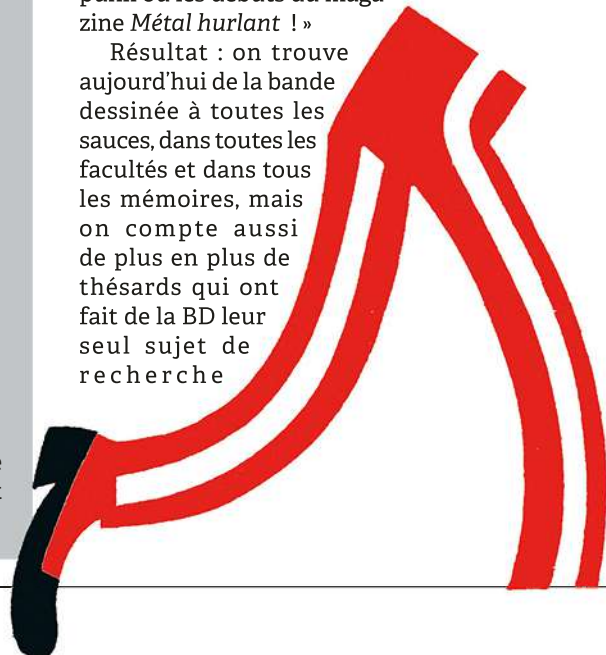 zine Métal hurlant ! »
Résultat : on trouve
aujourd'hui de la bande
dessinée à toutes les
sauces, dans toutes les
facultés et dans tous
les mémoires, mais
on compte aussi
de plus en plus de
thésards qui ont
fait de la BD leur
seul sujet de
recherche